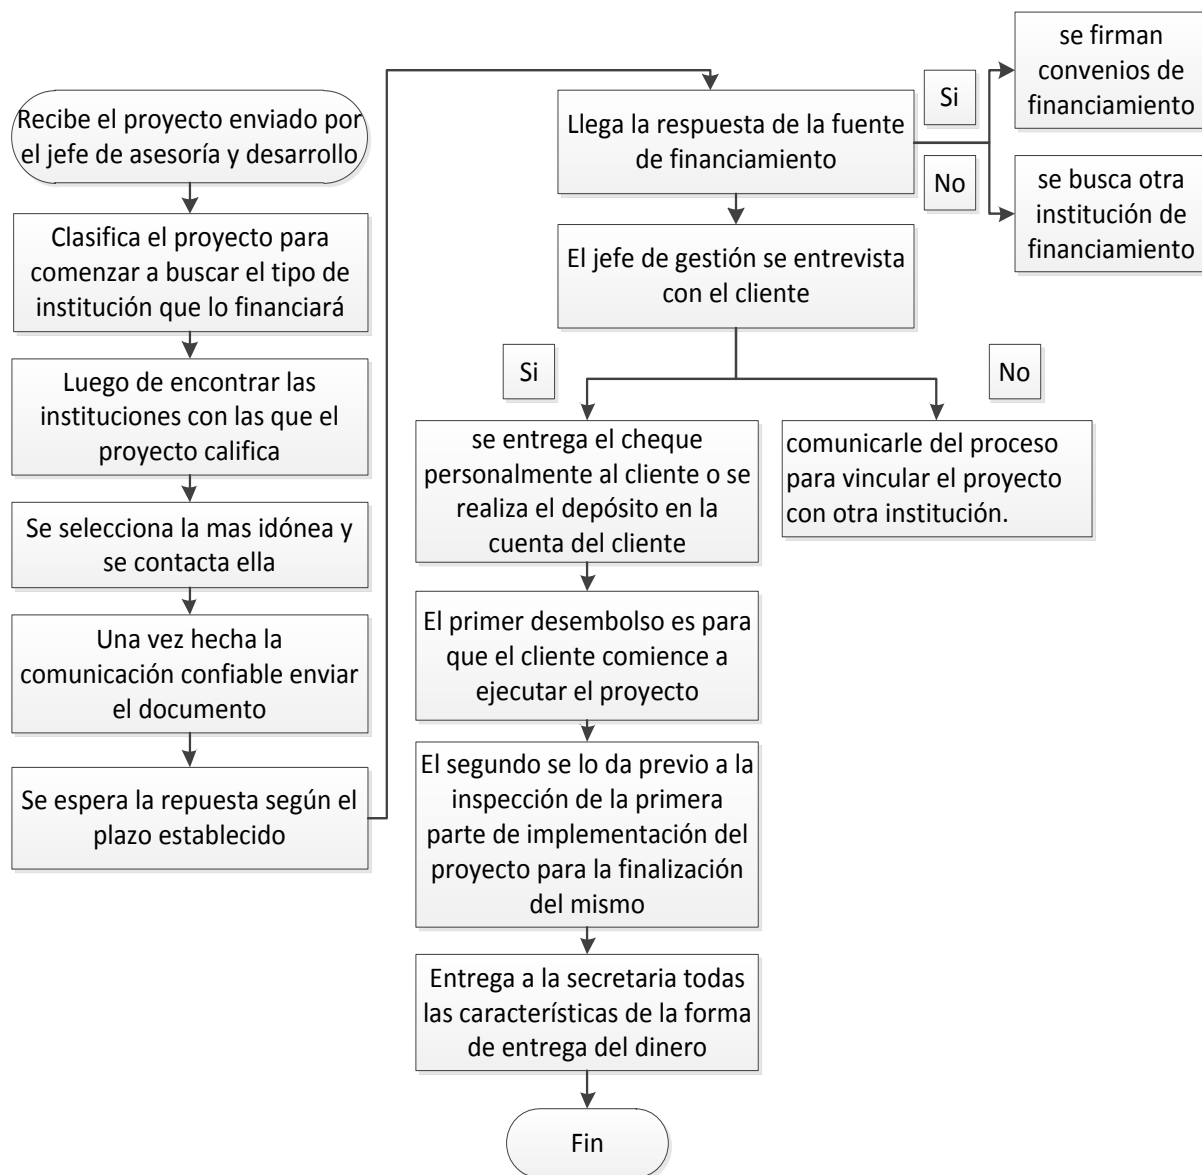 Recibe el proyecto enviado por
el jefe de asesoría y desarrollo
Clasifica el proyecto para
comenzar a buscar el tipo de
institución que lo financiará
Luego de encontrar las
instituciones con las que el
proyecto califica
Se selecciona la mas idónea y
se contacta ella
Una vez hecha la
comunicación confiable enviar
el documento
Se espera la repuesta según el
plazo establecido
Llega la respuesta de la fuente
de financiamiento
Si
se firman
convenios de
financiamiento
No
se busca otra
institución de
financiamiento
El jefe de gestión se entrevista
con el cliente
Si
No
se entrega el cheque
personalmente al cliente o se
realiza el depósito en la
cuenta del cliente
comunicarle del proceso
para vincular el proyecto
con otra institución.
El primer desembolso es para
que el cliente comience a
ejecutar el proyecto
El segundo se lo da previo a la
inspección de la primera
parte de implementación del
proyecto para la finalización
del mismo
Entrega a la secretaria todas
las características de la forma
de entrega del dinero
Fin